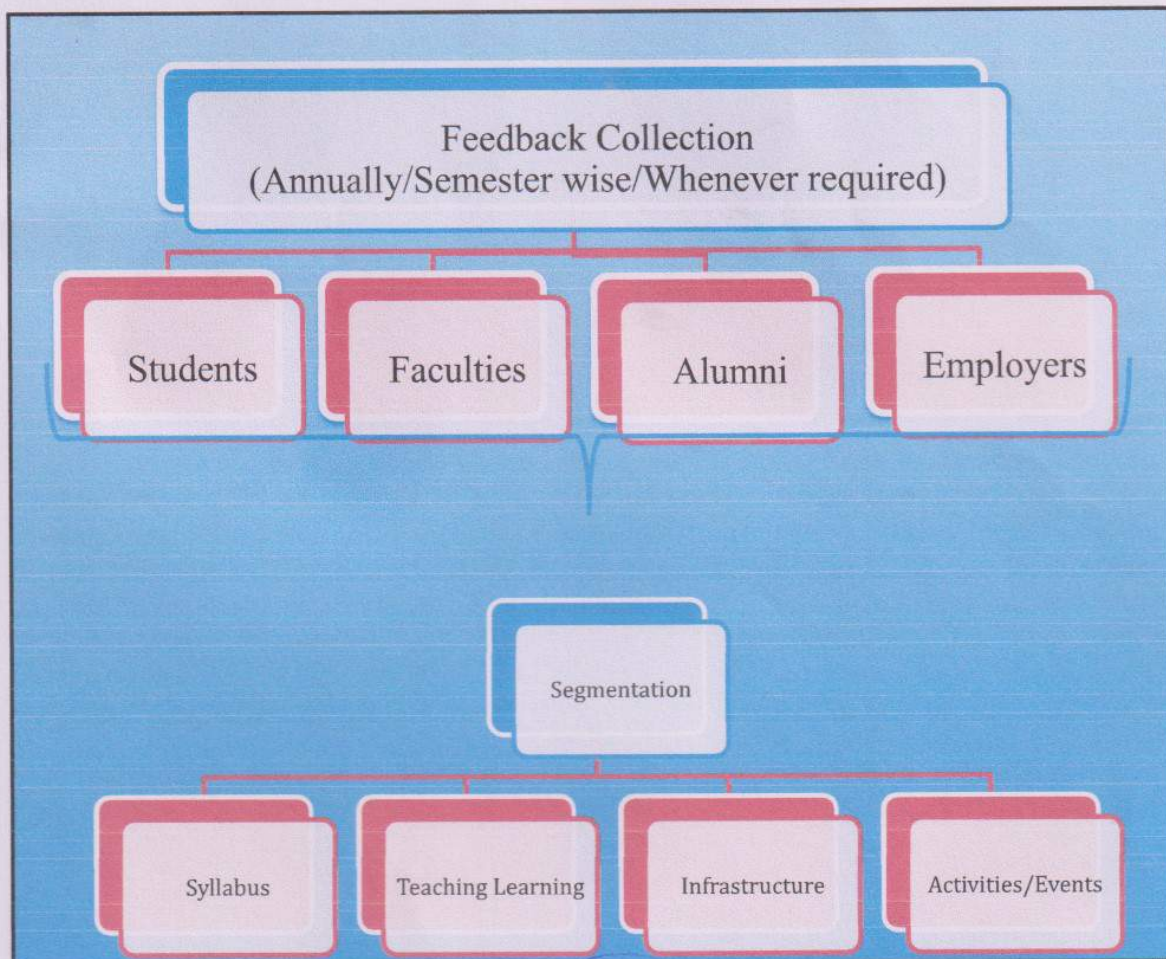 Feedback Collection
(Annually/Semester wise/Whenever required)
Students
Faculties
Alumni
Employers
Segmentation
Syllabus
Teaching Learning
Infrastructure
Activities/Events